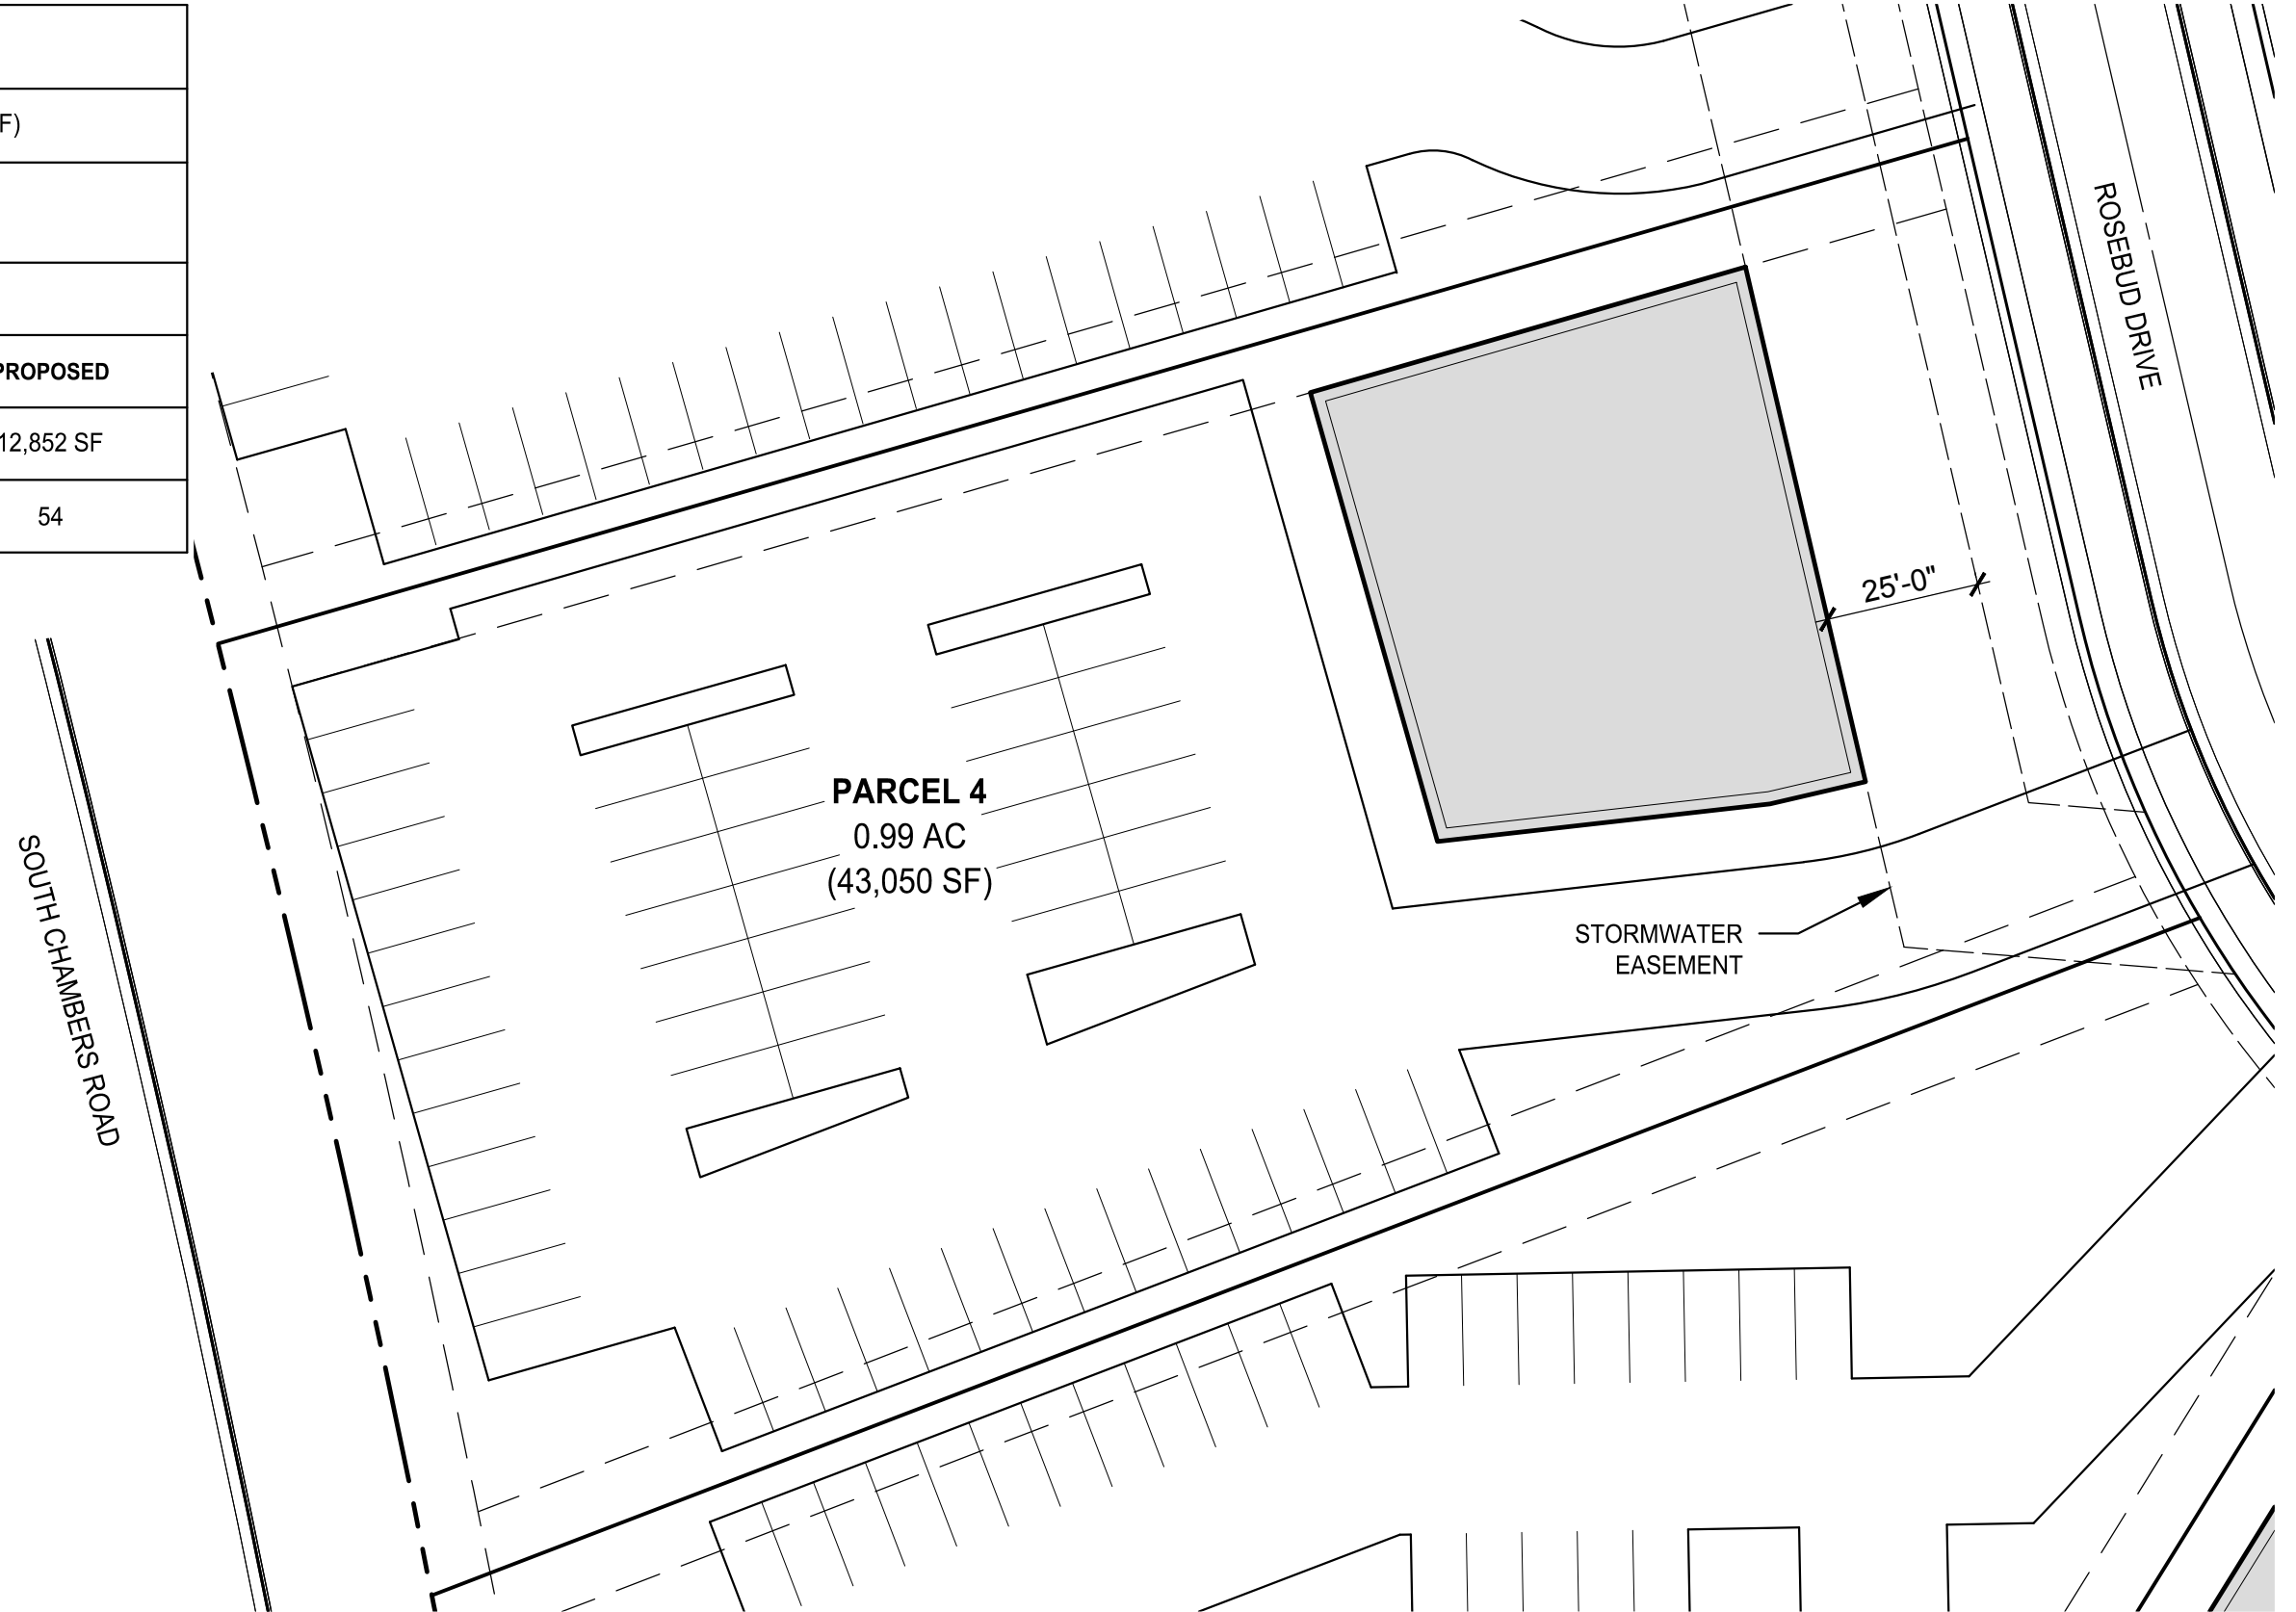 F)
PROPOSED
12,852 SF
54
ROSEBUD DRIVE
25'-0"
PARCEL 4
0.99 AC
(43,050 SF)
STORMWATER
EASEMENT
SOUTH CHAMBERS ROAD